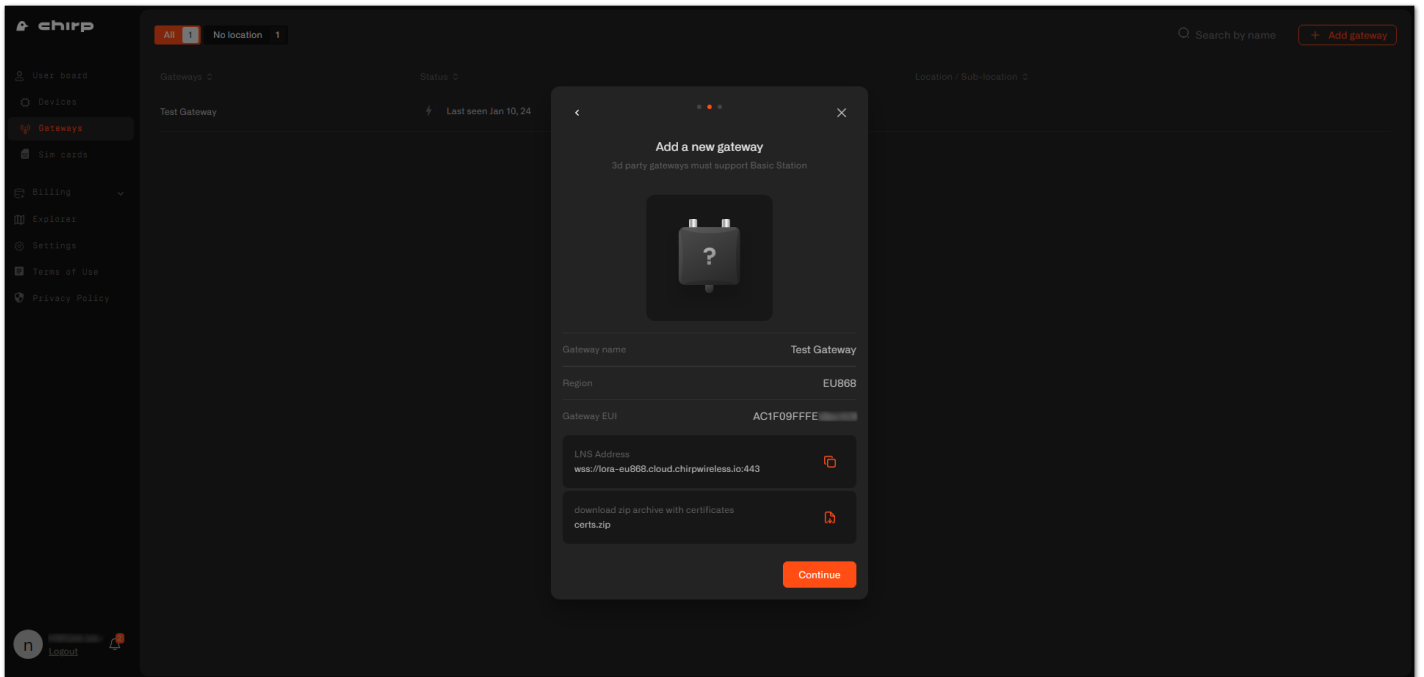 chirp
All 1 No location 1
Search by name
+ Add gateway
User board
Devices
Gateways
Sim cards
Billing
Explorer
Settings
Terms of Use
Privacy Policy
Gateways
Status
Location / Sub-location
Test Gateway
Last seen Jan 10, 24
Add a new gateway
3d party gateways must support Basic Station
?
Gateway name Test Gateway
Region EU868
Gateway EUI AC1F09FFFE
LNS Address
wss://lora-eu868.cloud.chirpwireless.io:443
download zip archive with certificates
certs.zip
Continue
n
Logout